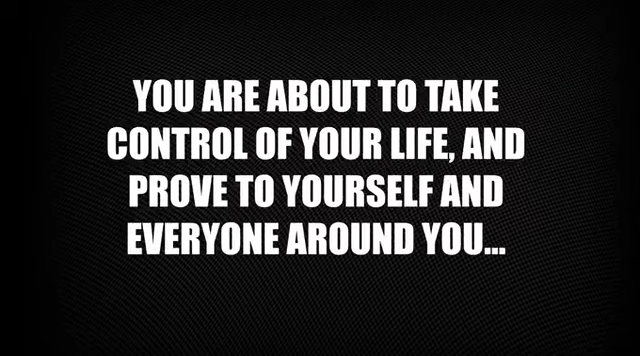 YOU ARE ABOUT TO TAKE
CONTROL OF YOUR LIFE, AND
PROVE TO YOURSELF AND
EVERYONE AROUND YOU...